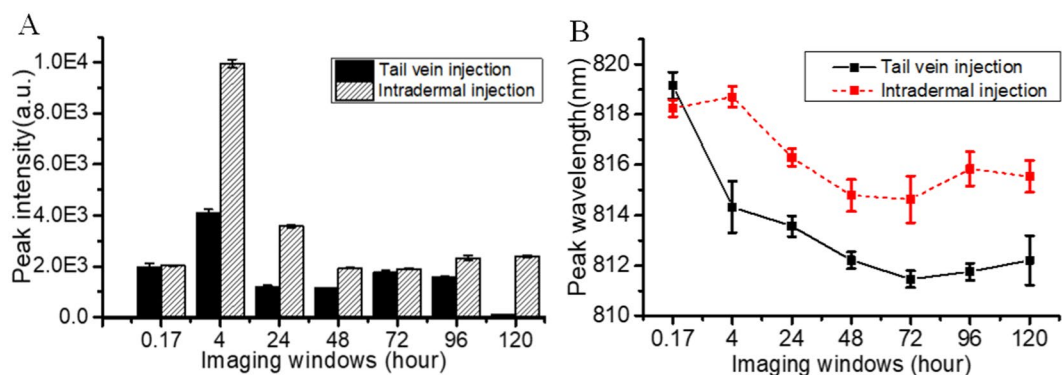 A
Peak intensity(a.u.)
1.0E4
8.0E3
6.0E3
4.0E3
2.0E3
0.0
Tail vein injection
Intradermal injection
0.17 4 24 48 72 96 120
Imaging windows (hour)
B
Peak wavelength(nm)
820
818
816
814
812
810
Tail vein injection
Intradermal injection
0.17 4 24 48 72 96 120
Imaging windows (hour)